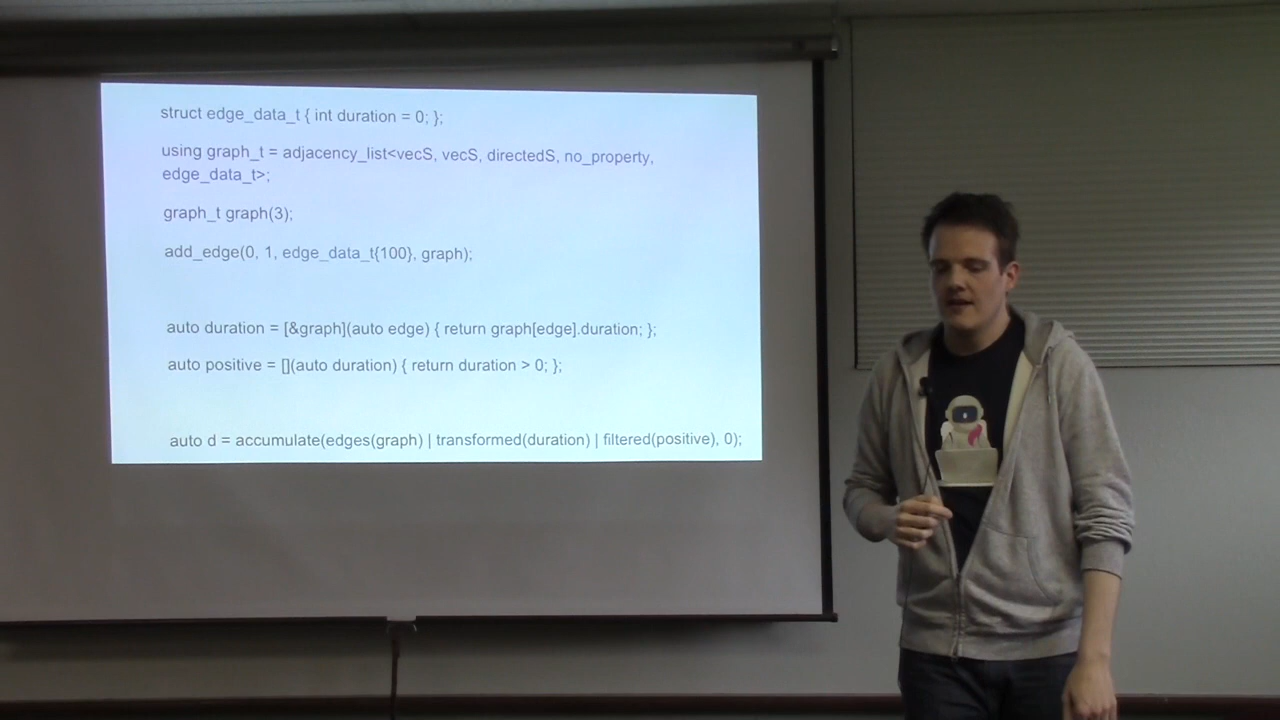 struct edge_data_t { int duration = 0; };
using graph_t = adjacency_list<vecS, vecS, directedS, no_property,
edge_data_t>;
graph_t graph(3);
add_edge(0, 1, edge_data_t{100}, graph);
auto duration = [&graph](auto edge) { return graph[edge].duration; };
auto positive = [](auto duration) { return duration > 0; };
auto d = accumulate(edges(graph) | transformed(duration) | filtered(positive), 0);